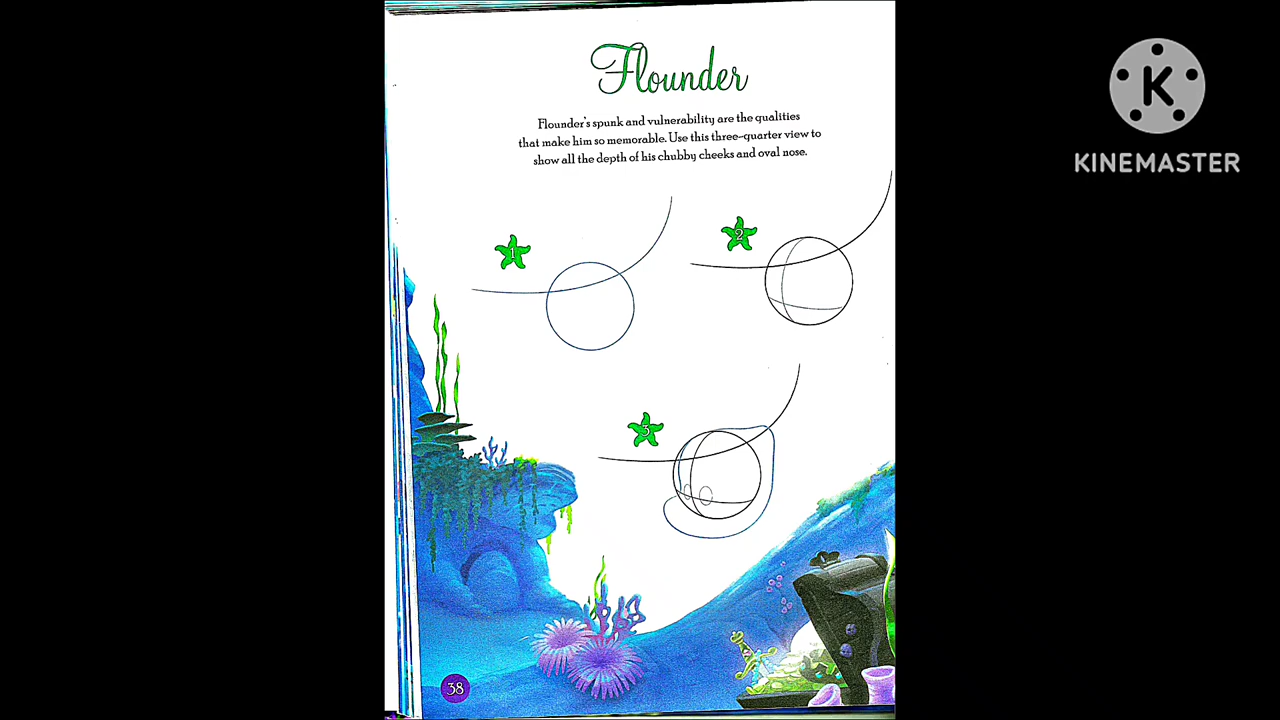 Flounder
Flounder's spunk and vulnerability are the qualities
that make him so memorable. Use this three-quarter view to
show all the depth of his chubby cheeks and oval nose.
1
2
3
38
K
KINEMASTER